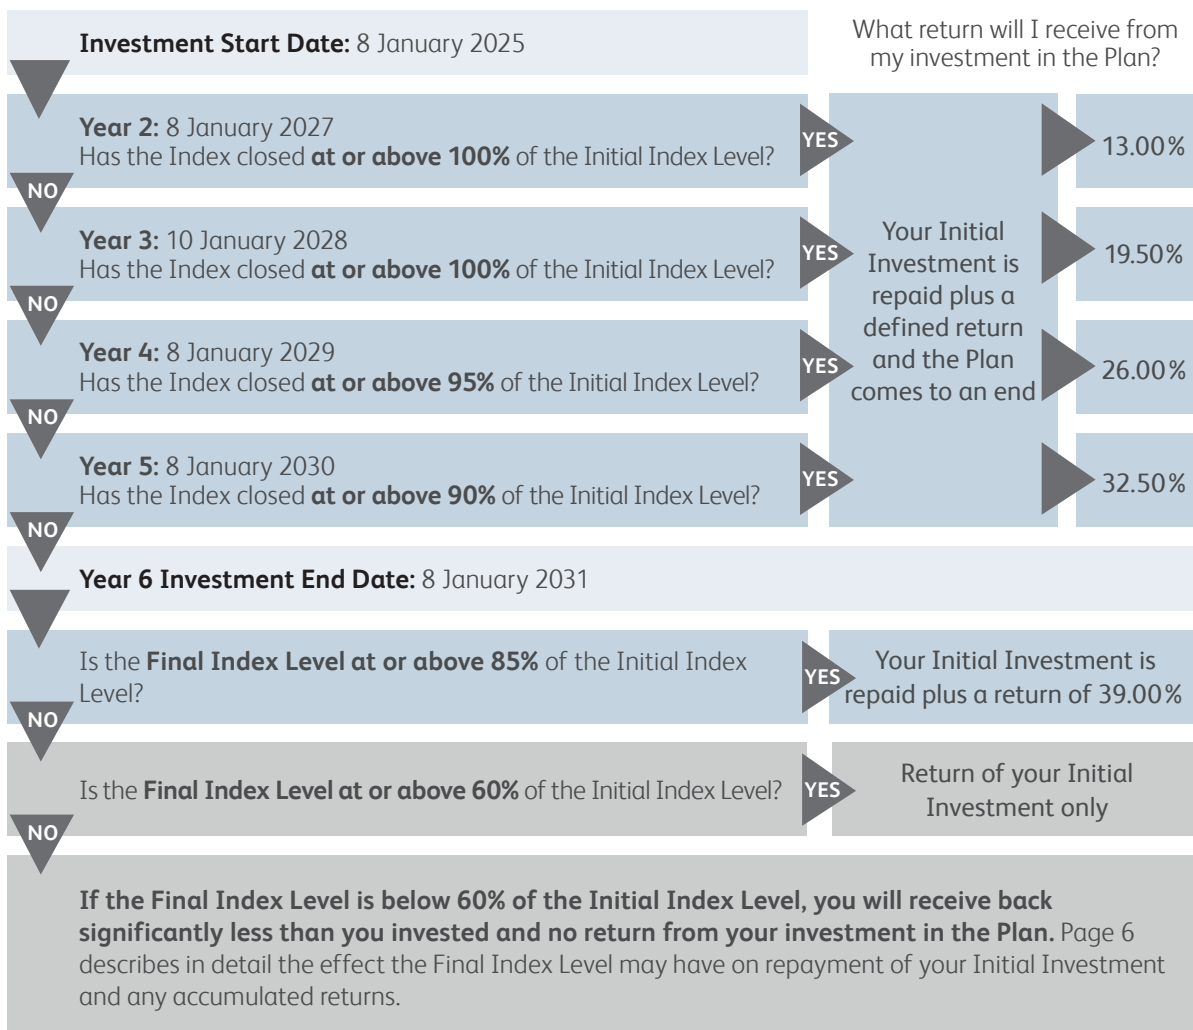 Investment Start Date: 8 January 2025
What return will I receive from
my investment in the Plan?
Year 2: 8 January 2027
Has the Index closed at or above 100% of the Initial Index Level?
YES
13.00%
NO
Year 3: 10 January 2028
Has the Index closed at or above 100% of the Initial Index Level?
YES
19.50%
NO
Year 4: 8 January 2029
Has the Index closed at or above 95% of the Initial Index Level?
YES
26.00%
NO
Year 5: 8 January 2030
Has the Index closed at or above 90% of the Initial Index Level?
YES
32.50%
NO
Your Initial
Investment is
repaid plus a
defined return
and the Plan
comes to an end
Year 6 Investment End Date: 8 January 2031
Is the Final Index Level at or above 85% of the Initial Index
Level?
YES
Your Initial Investment is
repaid plus a return of 39.00%
NO
Is the Final Index Level at or above 60% of the Initial Index Level?
YES
Return of your Initial
Investment only
NO
If the Final Index Level is below 60% of the Initial Index Level, you will receive back
significantly less than you invested and no return from your investment in the Plan. Page 6
describes in detail the effect the Final Index Level may have on repayment of your Initial Investment
and any accumulated returns.